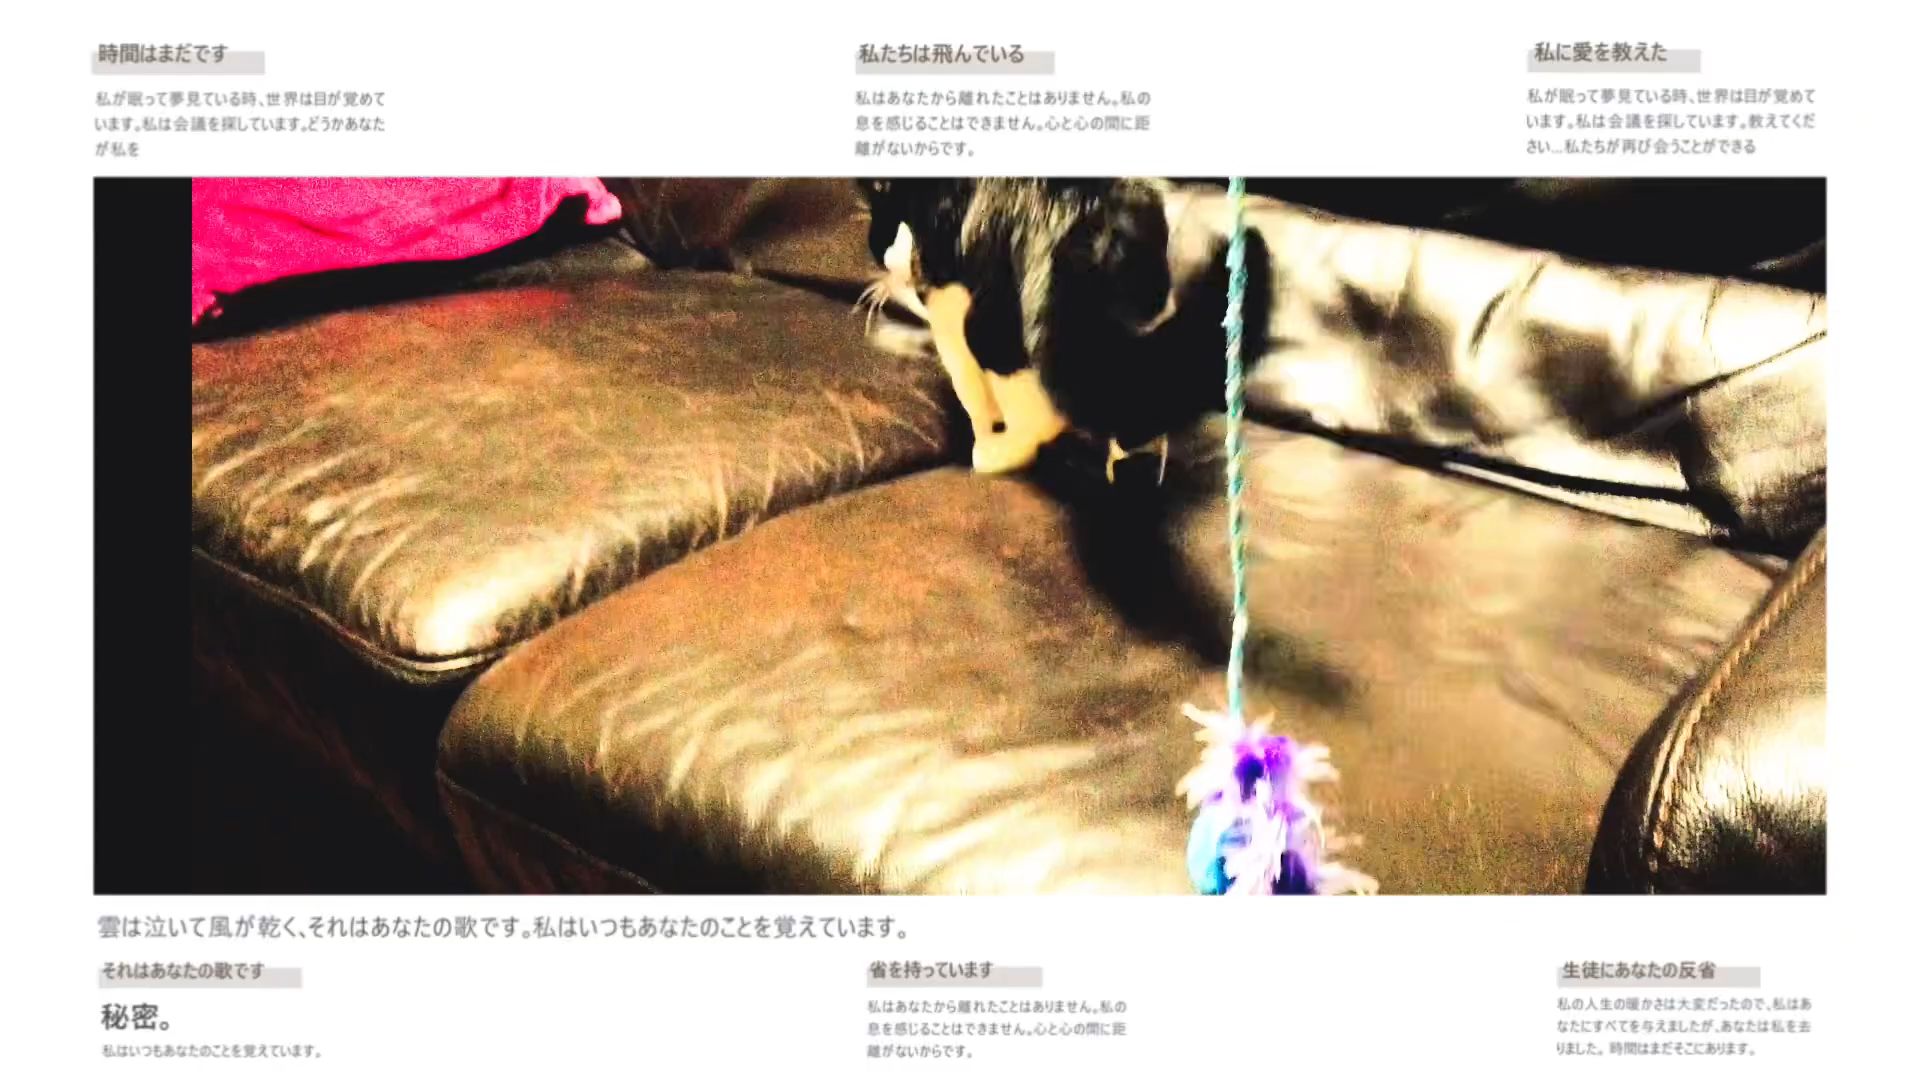 時間はまだです
私が眠って夢見ている時、世界は目が覚めて
います。私は会議を探しています。どうかあなた
が私を
私たちは飛んでいる
私はあなたから離れたことはありません。私の
息を感じることはできません。心と心の間に距
離がないからです。
私に愛を教えた
私が眠って夢見ている時、世界は目が覚めて
います。私は会議を探しています。教えてくだ
さい...私たちが再び会うことができる
雲は泣いて風が乾く、それはあなたの歌です。私はいつもあなたのことを覚えています。
それはあなたの歌です
秘密。
私はいつもあなたのことを覚えています。
省を持っています
私はあなたから離れたことはありません。私の
息を感じることはできません。心と心の間に距
離がないからです。
生徒にあなたの反省
私の人生の暖かさは大変だったので、私はあ
なたにすべてを与えましたが、あなたは私を去
りました。 時間はまだそこにあります。